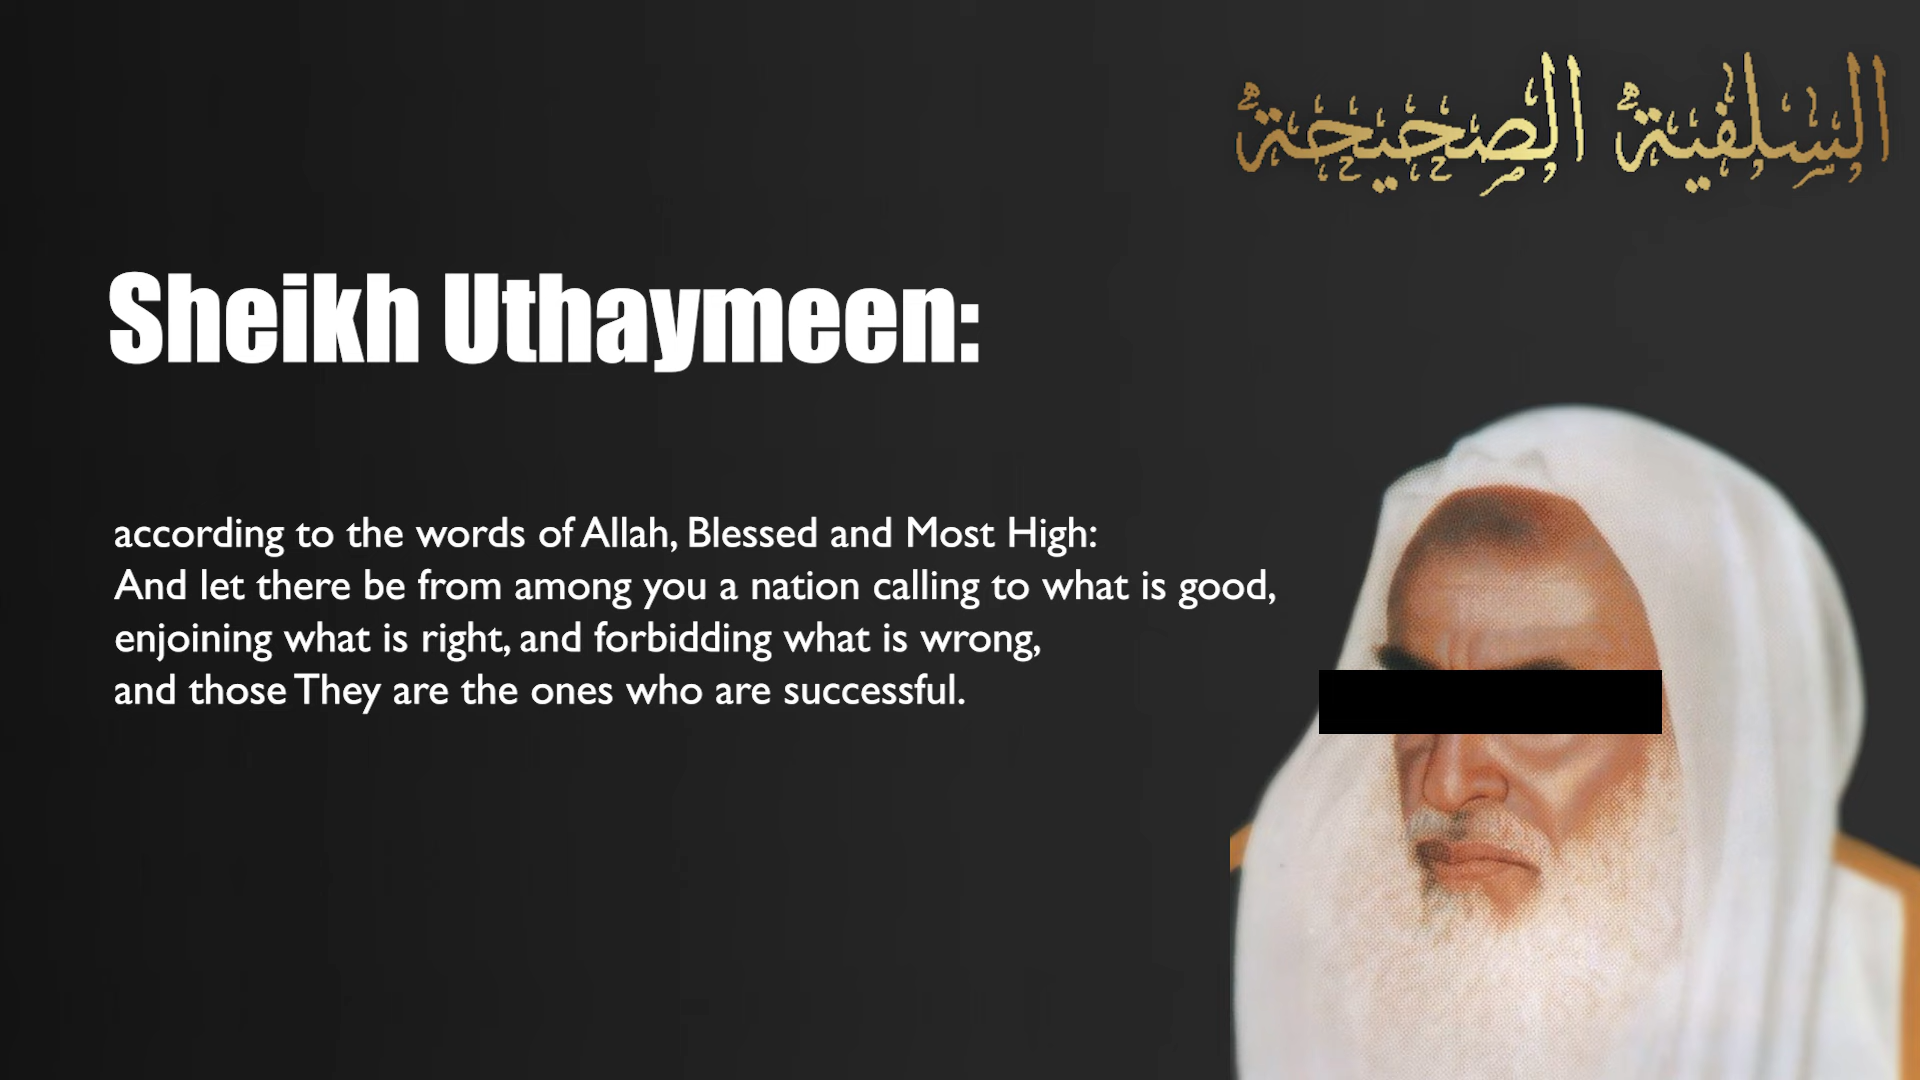 السلفية الصحيحة
Sheikh Uthaymeen:
according to the words of Allah, Blessed and Most High:
And let there be from among you a nation calling to what is good,
enjoining what is right, and forbidding what is wrong,
and those They are the ones who are successful.